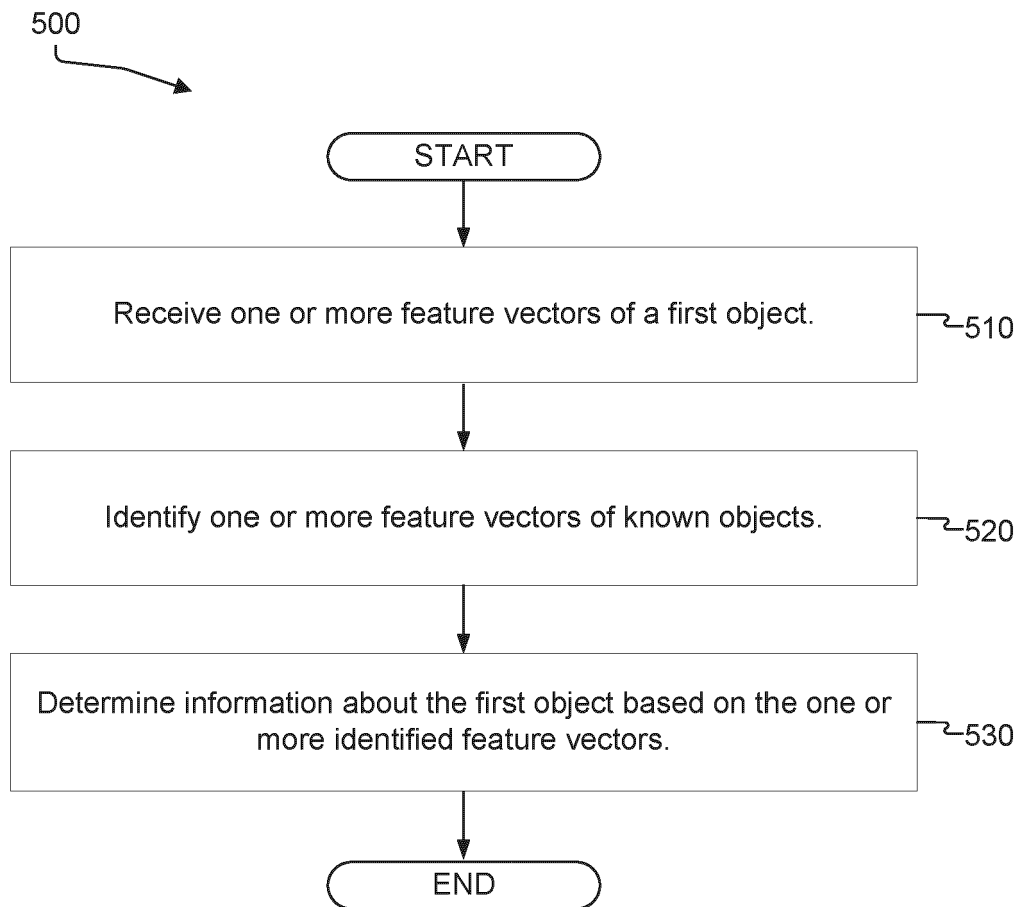 500
START
Receive one or more feature vectors of a first object.
510
Identify one or more feature vectors of known objects.
520
Determine information about the first object based on the one or
more identified feature vectors.
530
END